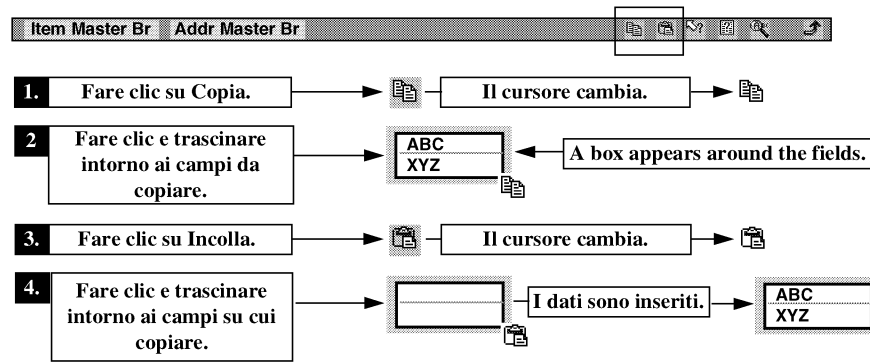 Item Master Br Addr Master Br
1. Fare clic su Copia. Il cursore cambia.
2 Fare clic e trascinare
intorno ai campi da
copiare.
ABC
XYZ
A box appears around the fields.
3. Fare clic su Incolla. Il cursore cambia.
4. Fare clic e trascinare
intorno ai campi su cui
copiare.
I dati sono inseriti.
ABC
XYZ